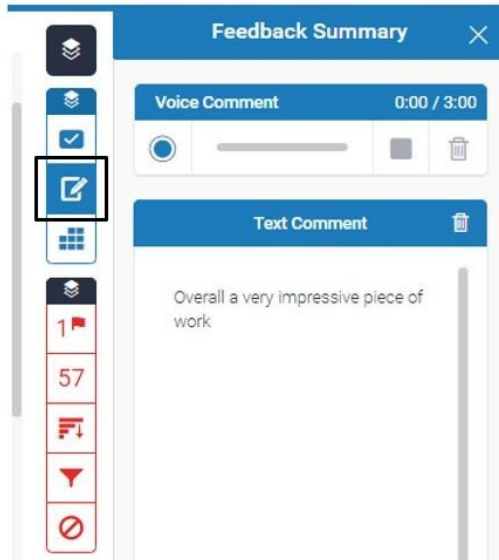 Feedback Summary
Voice Comment 0:00 / 3:00
Text Comment
Overall a very impressive piece of
work
1
57